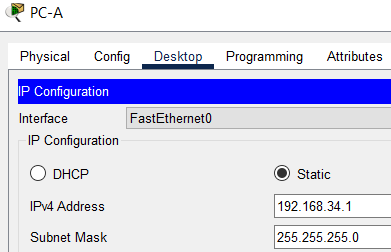 PC-A
Physical Config Desktop Programming Attributes
IP Configuration
Interface FastEthernet0
IP Configuration
DHCP Static
IPv4 Address 192.168.34.1
Subnet Mask 255.255.255.0